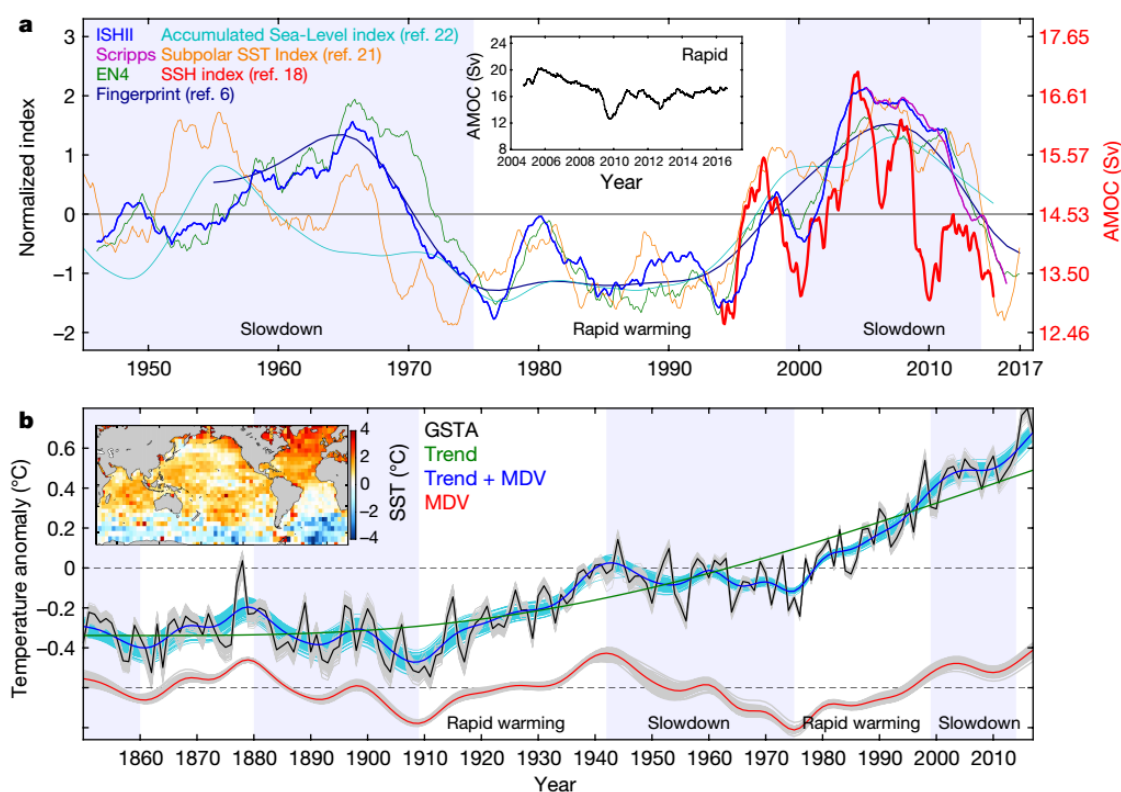 a
ISHII Accumulated Sea-Level index (ref. 22)
Scripps Subpolar SST Index (ref. 21)
EN4 SSH index (ref. 18)
Fingerprint (ref. 6)
Rapid
AMOC (Sv)
24
20
16
12
8
2004 2006 2008 2010 2012 2014 2016
Year
Normalized index
3
2
1
0
−1
−2
17.65
16.61
15.57
14.53
13.50
12.46
AMOC (Sv)
Slowdown Rapid warming Slowdown
1950 1960 1970 1980 1990 2000 2010 2017
b
GSTA
Trend
Trend + MDV
MDV
4
2
0
−2
−4
SST (°C)
Temperature anomaly (°C)
0.6
0.4
0.2
0
−0.2
−0.4
Rapid warming Slowdown Rapid warming Slowdown
1860 1870 1880 1890 1900 1910 1920 1930 1940 1950 1960 1970 1980 1990 2000 2010
Year